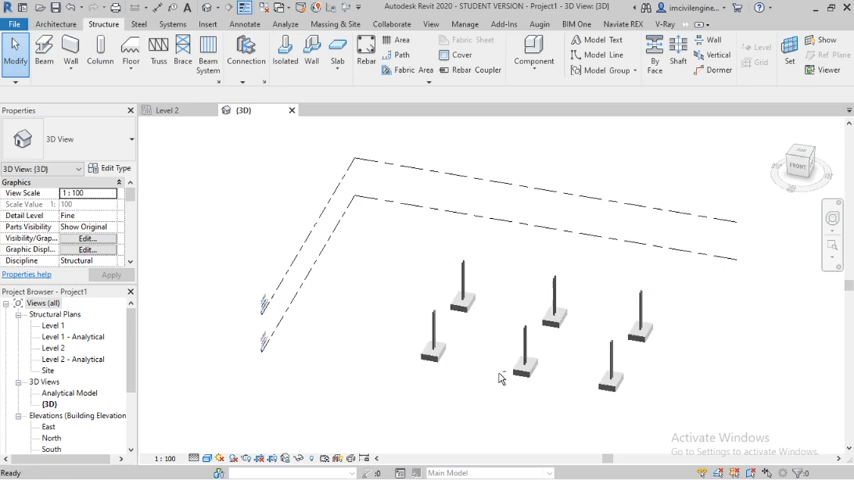 Autodesk Revit 2020 - STUDENT VERSION - Project1 - 3D View: {3D}
imcivilengine...
File Architecture Structure Steel Systems Insert Annotate Analyze Massing & Site Collaborate View Manage Add-Ins Augin BIM One Naviate REX V-Ray
Modify Beam Wall Column Floor Truss Brace Beam System Connection Isolated Wall Slab Rebar
Area Fabric Sheet
Path Cover
Fabric Area Rebar Coupler
Component
Model Text
Model Line
Model Group
By Face Shaft
Wall
Vertical
Dormer
Level
Grid
Set
Show
Ref Plane
Viewer
Properties
Level 2
{3D}
3D View
3D View: {3D} Edit Type
Graphics
View Scale 1 : 100
Scale Value 1: 100
Detail Level Fine
Parts Visibility Show Original
Visibility/Grap... Edit...
Graphic Displ... Edit...
Discipline Structural
Properties help Apply
Project Browser - Project1
Views (all)
Structural Plans
Level 1
Level 1 - Analytical
Level 2
Level 2 - Analytical
Site
3D Views
Analytical Model
{3D}
Elevations (Building Elevation
East
North
South
FRONT
Activate Windows
Go to Settings to activate Windows.
1 : 100
Ready
:0
Main Model
:0